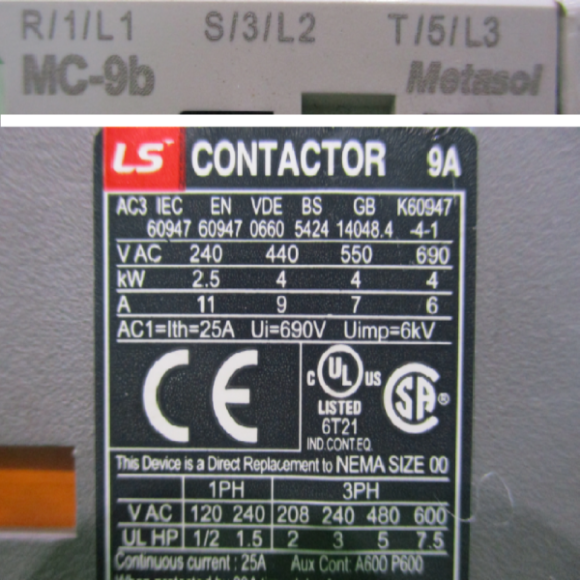 R/1/L1 S/3/L2 T/5/L3
MC-9b Metasol
LS CONTACTOR 9A
AC3 IEC EN VDE BS GB K60947
60947 60947 0660 5424 14048.4 -4-1
V AC 240 440 550 690
kW 2.5 4 4 4
A 11 9 7 6
AC1=Ith=25A Ui=690V Uimp=6kV
CE
C UL US
LISTED
6T21
IND.CONT.EQ.
SA ®
This Device is a Direct Replacement to NEMA SIZE 00
1PH 3PH
V AC 120 240 208 240 480 600
UL HP 1/2 1.5 2 3 5 7.5
Continuous current : 25A Aux Cont. A600 P600